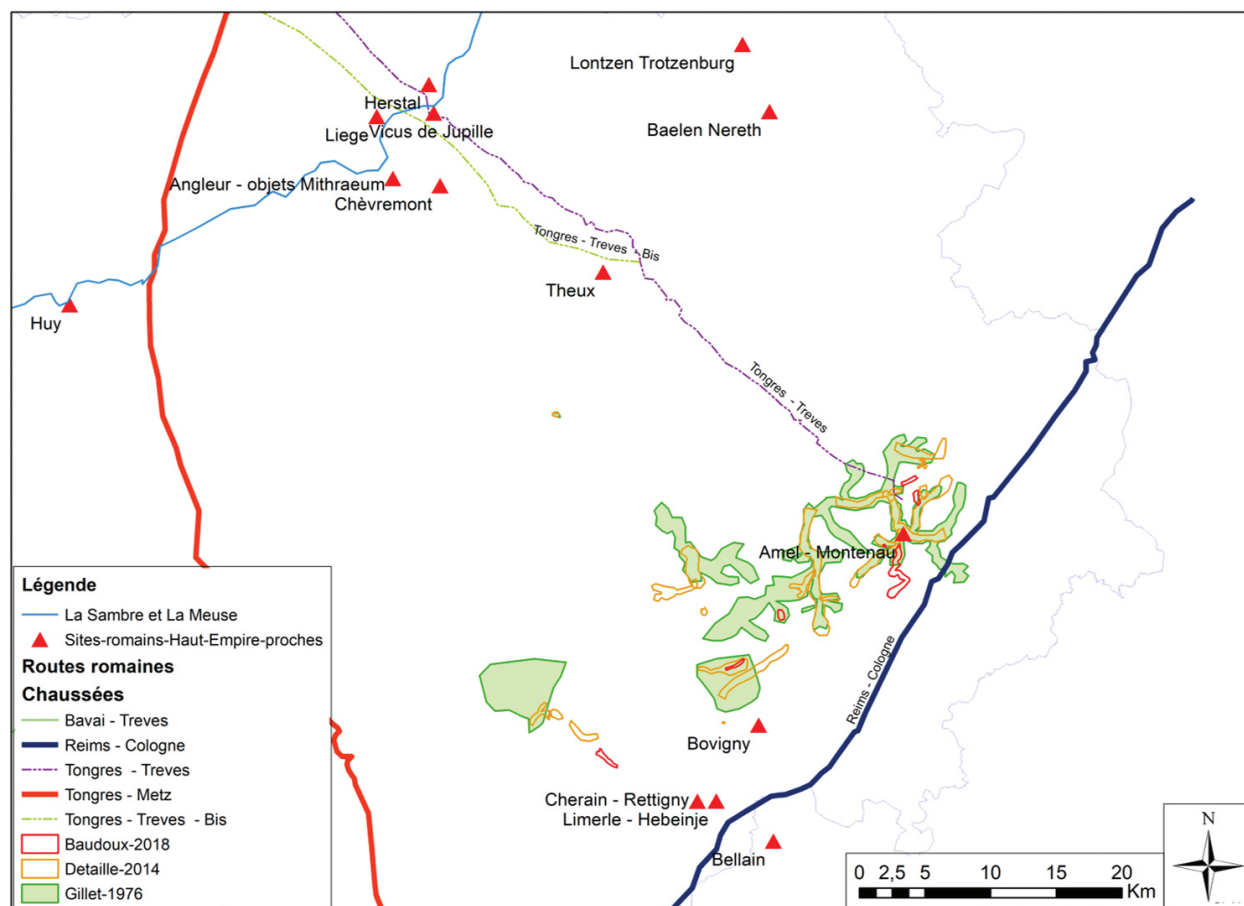 Lontzen Trotzenburg
Herstal
Liege
Vicus de Jupille
Baelen Nereth
Angleur - objets Mithraeum
Chèvremont
Tongres - Treves - Bis
Theux
Huy
Tongres - Treves
Amel - Montenau
Reims - Cologne
Bovigny
Cherain - Rettigny
Limerle - Hebeinje
Bellain
Légende
La Sambre et La Meuse
Sites-romains-Haut-Empire-proches
Routes romaines
Chaussées
Bavai - Treves
Reims - Cologne
Tongres - Treves
Tongres - Metz
Tongres - Treves - Bis
Baudoux-2018
Detaille-2014
Gillet-1976
N
0 2,5 5 10 15 20
Km